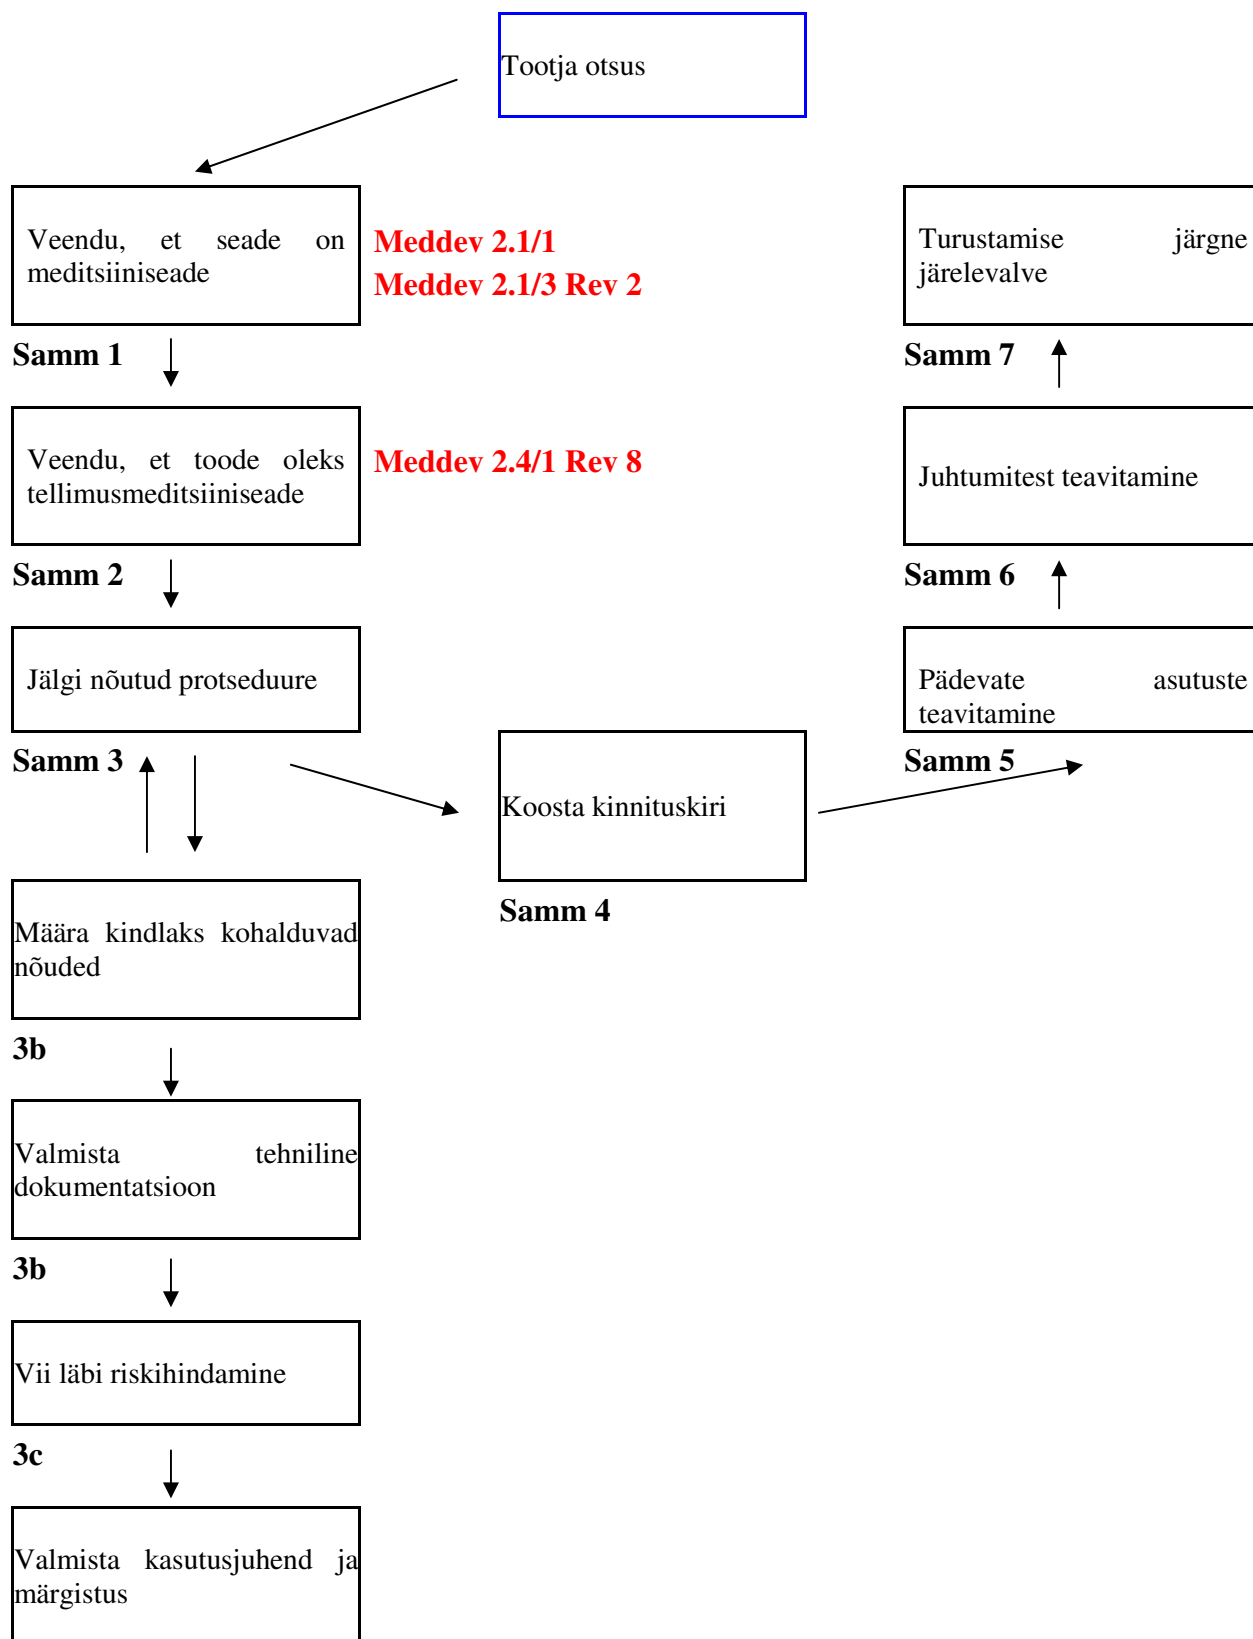 Tootja otsus
Veendu, et seade on
meditsiiniseade
Meddev 2.1/1
Meddev 2.1/3 Rev 2
Samm 1
Veendu, et toode oleks
tellimusmeditsiiniseade
Meddev 2.4/1 Rev 8
Samm 2
Jälgi nõutud protseduure
Samm 3
Määra kindlaks kohalduvad
nõuded
3b
Valmista tehniline
dokumentatsioon
3b
Vii läbi riskihindamine
3c
Valmista kasutusjuhend ja
märgistus
Koosta kinnituskiri
Samm 4
Turustamise järgne
järelevalve
Samm 7
Juhtumitest teavitamine
Samm 6
Pädevate asutuste
teavitamine
Samm 5